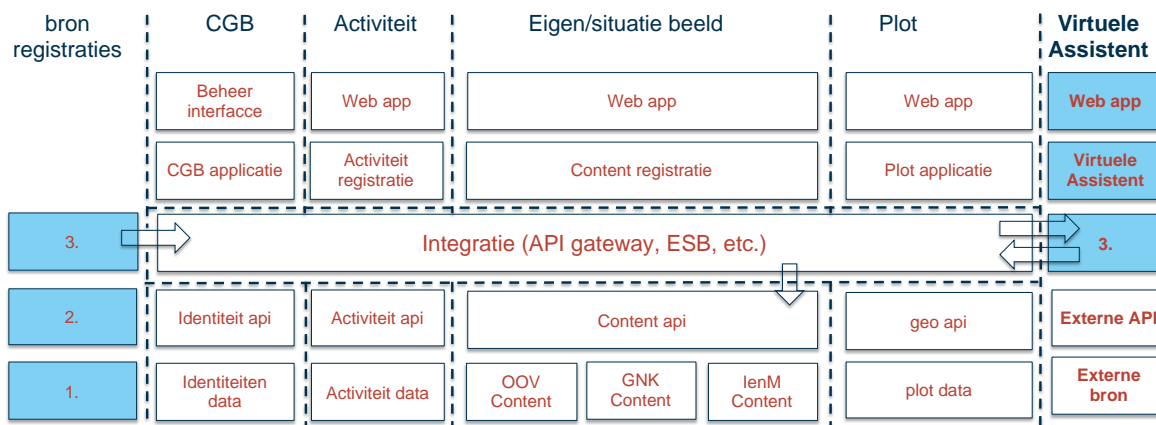 bron
registraties
CGB
Activiteit
Eigen/situatie beeld
Plot
Virtuele
Assistent
Beheer
interfacce
Web app
Web app
Web app
Web app
CGB applicatie
Activiteit
registratie
Content registratie
Plot applicatie
Virtuele
Assistent
3.
Integratie (API gateway, ESB, etc.)
3.
2.
Identiteit api
Activiteit api
Content api
geo api
Externe API
1.
Identiteiten
data
Activiteit data
OOV
Content
GNK
Content
IenM
Content
plot data
Externe
bron